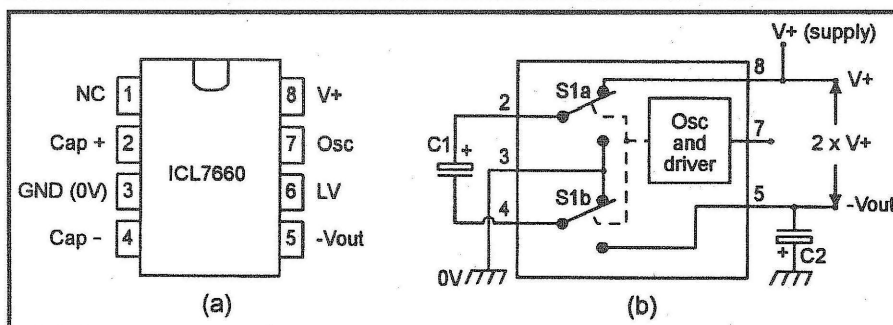 NC 1
Cap + 2
GND (0V) 3
Cap − 4
ICL7660
8 V+
7 Osc
6 LV
5 -Vout
(a)
V+ (supply)
8 V+
S1a
2
C1 +
Osc
and
driver
7
2 x V+
3
S1b
4
5 -Vout
+ C2
0V
(b)